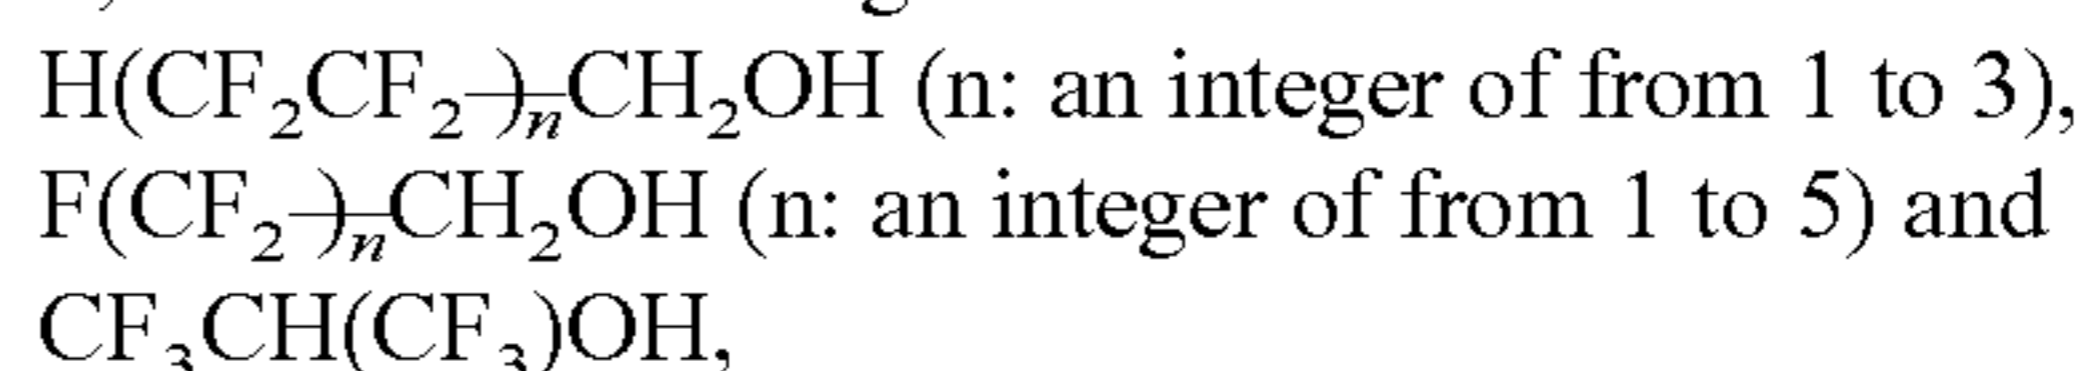 H(CF₂CF₂)ₙCH₂OH (n: an integer of from 1 to 3),
F(CF₂)ₙCH₂OH (n: an integer of from 1 to 5) and
CF₃CH(CF₃)OH,